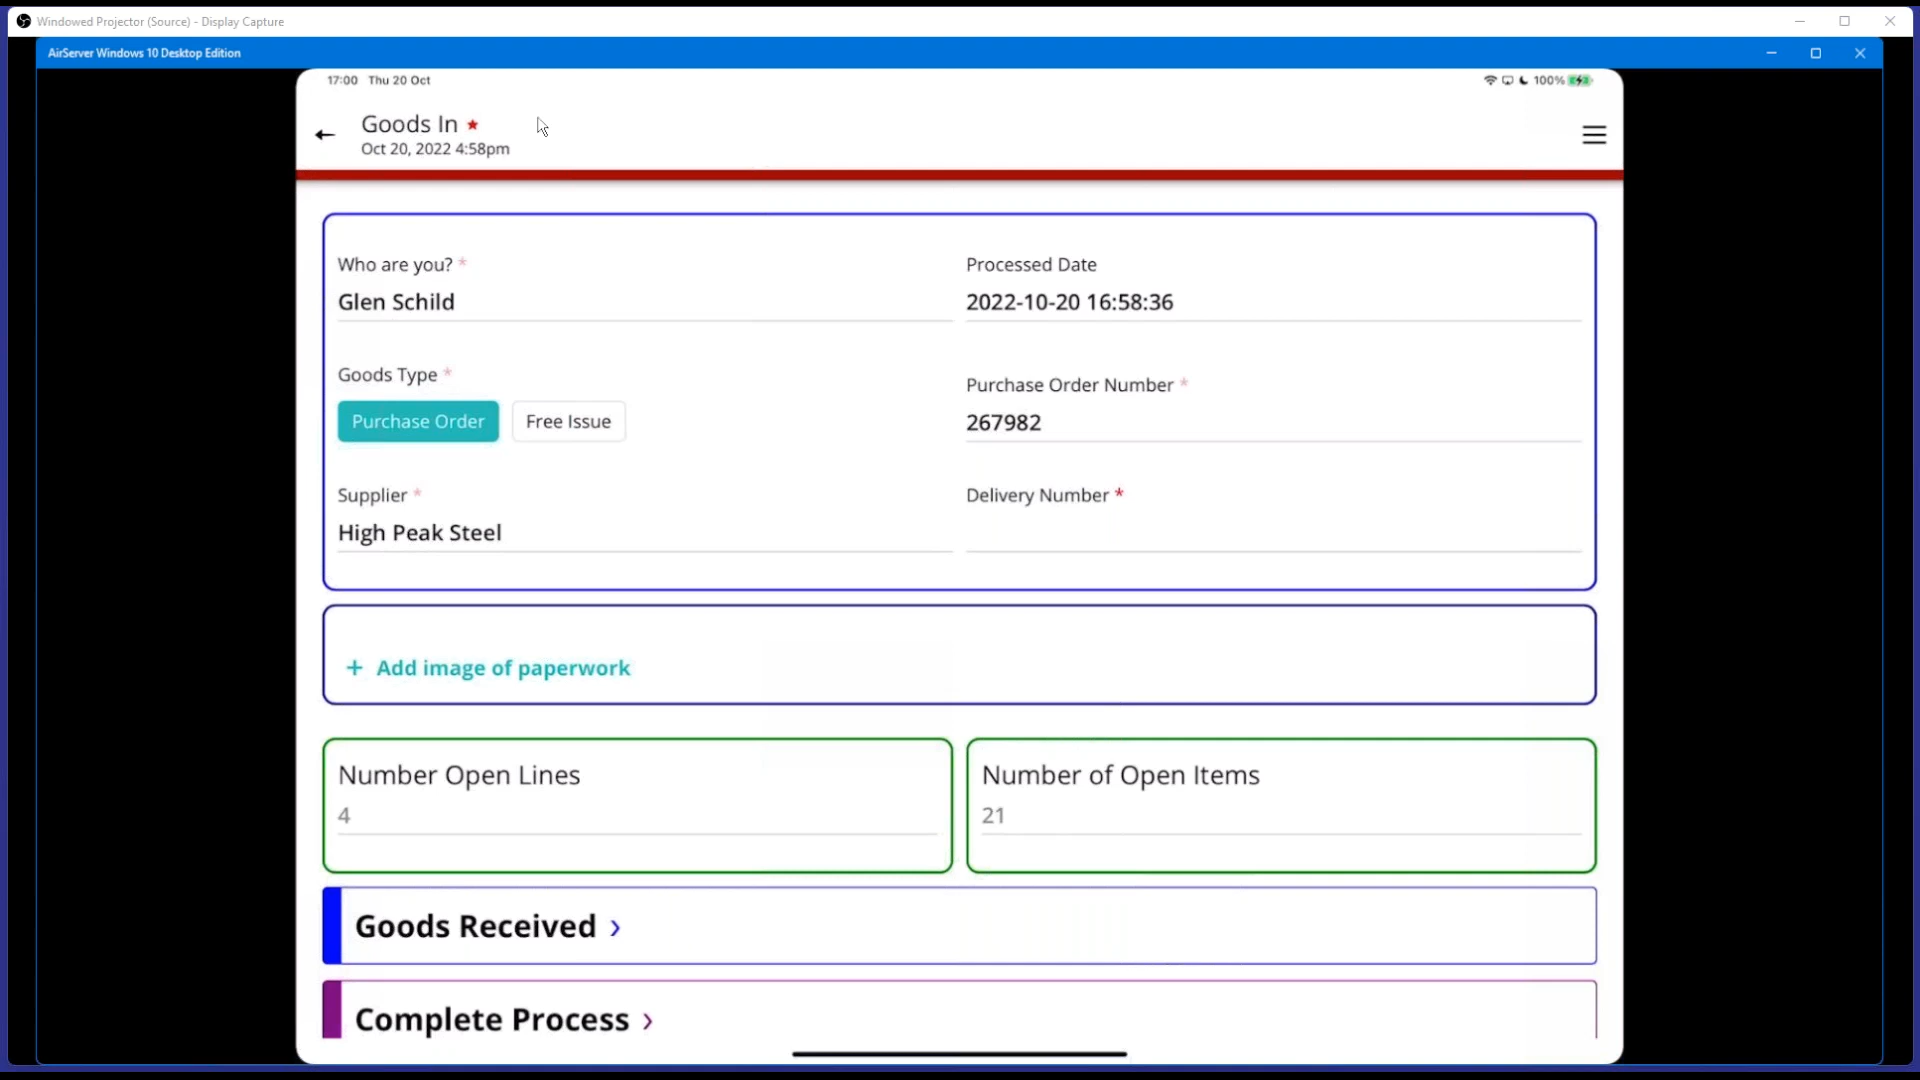 Windowed Projector (Source) - Display Capture
AirServer Windows 10 Desktop Edition
17:00 Thu 20 Oct
100%
Goods In ★
Oct 20, 2022 4:58pm
Who are you? *
Glen Schild
Processed Date
2022-10-20 16:58:36
Goods Type *
Purchase Order
Free Issue
Purchase Order Number *
267982
Supplier *
High Peak Steel
Delivery Number *
+ Add image of paperwork
Number Open Lines
4
Number of Open Items
21
Goods Received >
Complete Process >